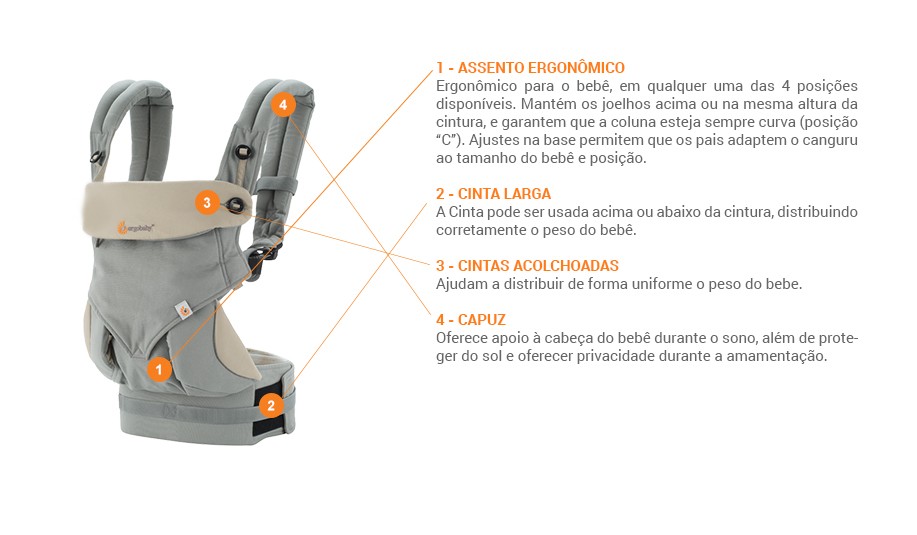 1 - ASSENTO ERGONÔMICO
Ergonômico para o bebê, em qualquer uma das 4 posições
disponíveis. Mantém os joelhos acima ou na mesma altura da
cintura, e garantem que a coluna esteja sempre curva (posição
“C”). Ajustes na base permitem que os pais adaptem o canguru
ao tamanho do bebê e posição.
2 - CINTA LARGA
A Cinta pode ser usada acima ou abaixo da cintura, distribuindo
corretamente o peso do bebê.
3 - CINTAS ACOLCHOADAS
Ajudam a distribuir de forma uniforme o peso do bebe.
4 - CAPUZ
Oferece apoio à cabeça do bebê durante o sono, além de prote-
ger do sol e oferecer privacidade durante a amamentação.
4
3
ergobaby
1
2